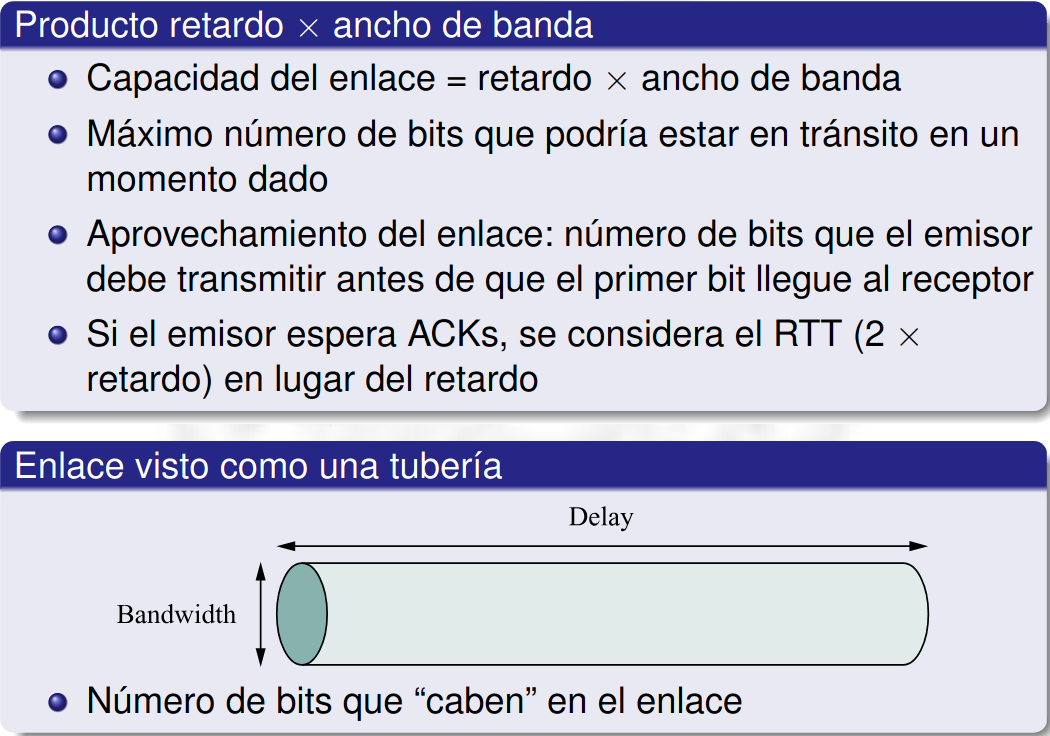 Producto retardo × ancho de banda
Capacidad del enlace = retardo × ancho de banda
Máximo número de bits que podría estar en tránsito en un
momento dado
Aprovechamiento del enlace: número de bits que el emisor
debe transmitir antes de que el primer bit llegue al receptor
Si el emisor espera ACKs, se considera el RTT (2 ×
retardo) en lugar del retardo
Enlace visto como una tubería
Delay
Bandwidth
Número de bits que “caben” en el enlace